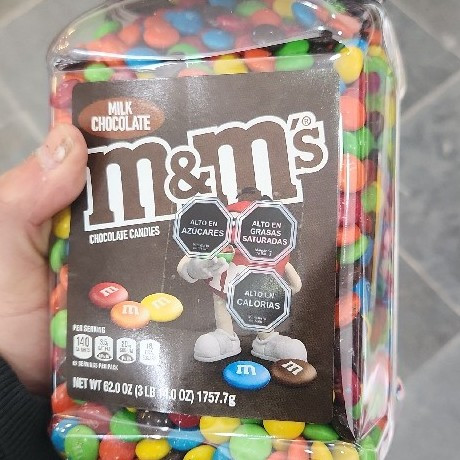 MILK
CHOCOLATE
m&m's®
CHOCOLATE CANDIES
ALTO EN
AZÚCARES
ALTO EN
GRASAS
SATURADAS
ALTO EN
CALORÍAS
m
m
m
m
PER SERVING
140
NET WT 62.0 OZ (3 LB 14.0 OZ) 1757.7g